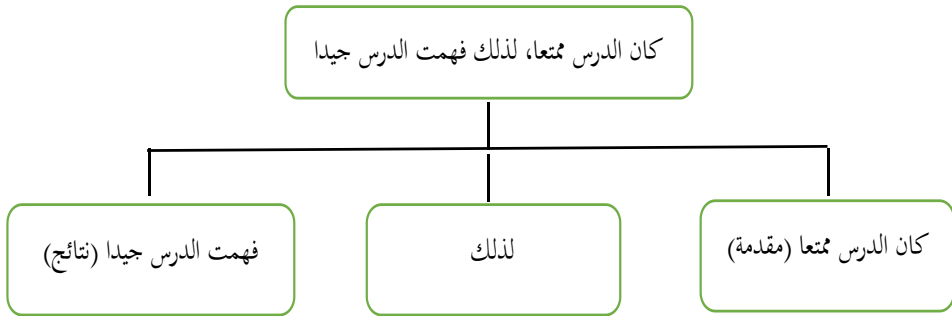 كان الدرس ممتعا، لذلك فهمت الدرس جيدا
كان الدرس ممتعا (مقدمة)
لذلك
فهمت الدرس جيدا (نتائج)